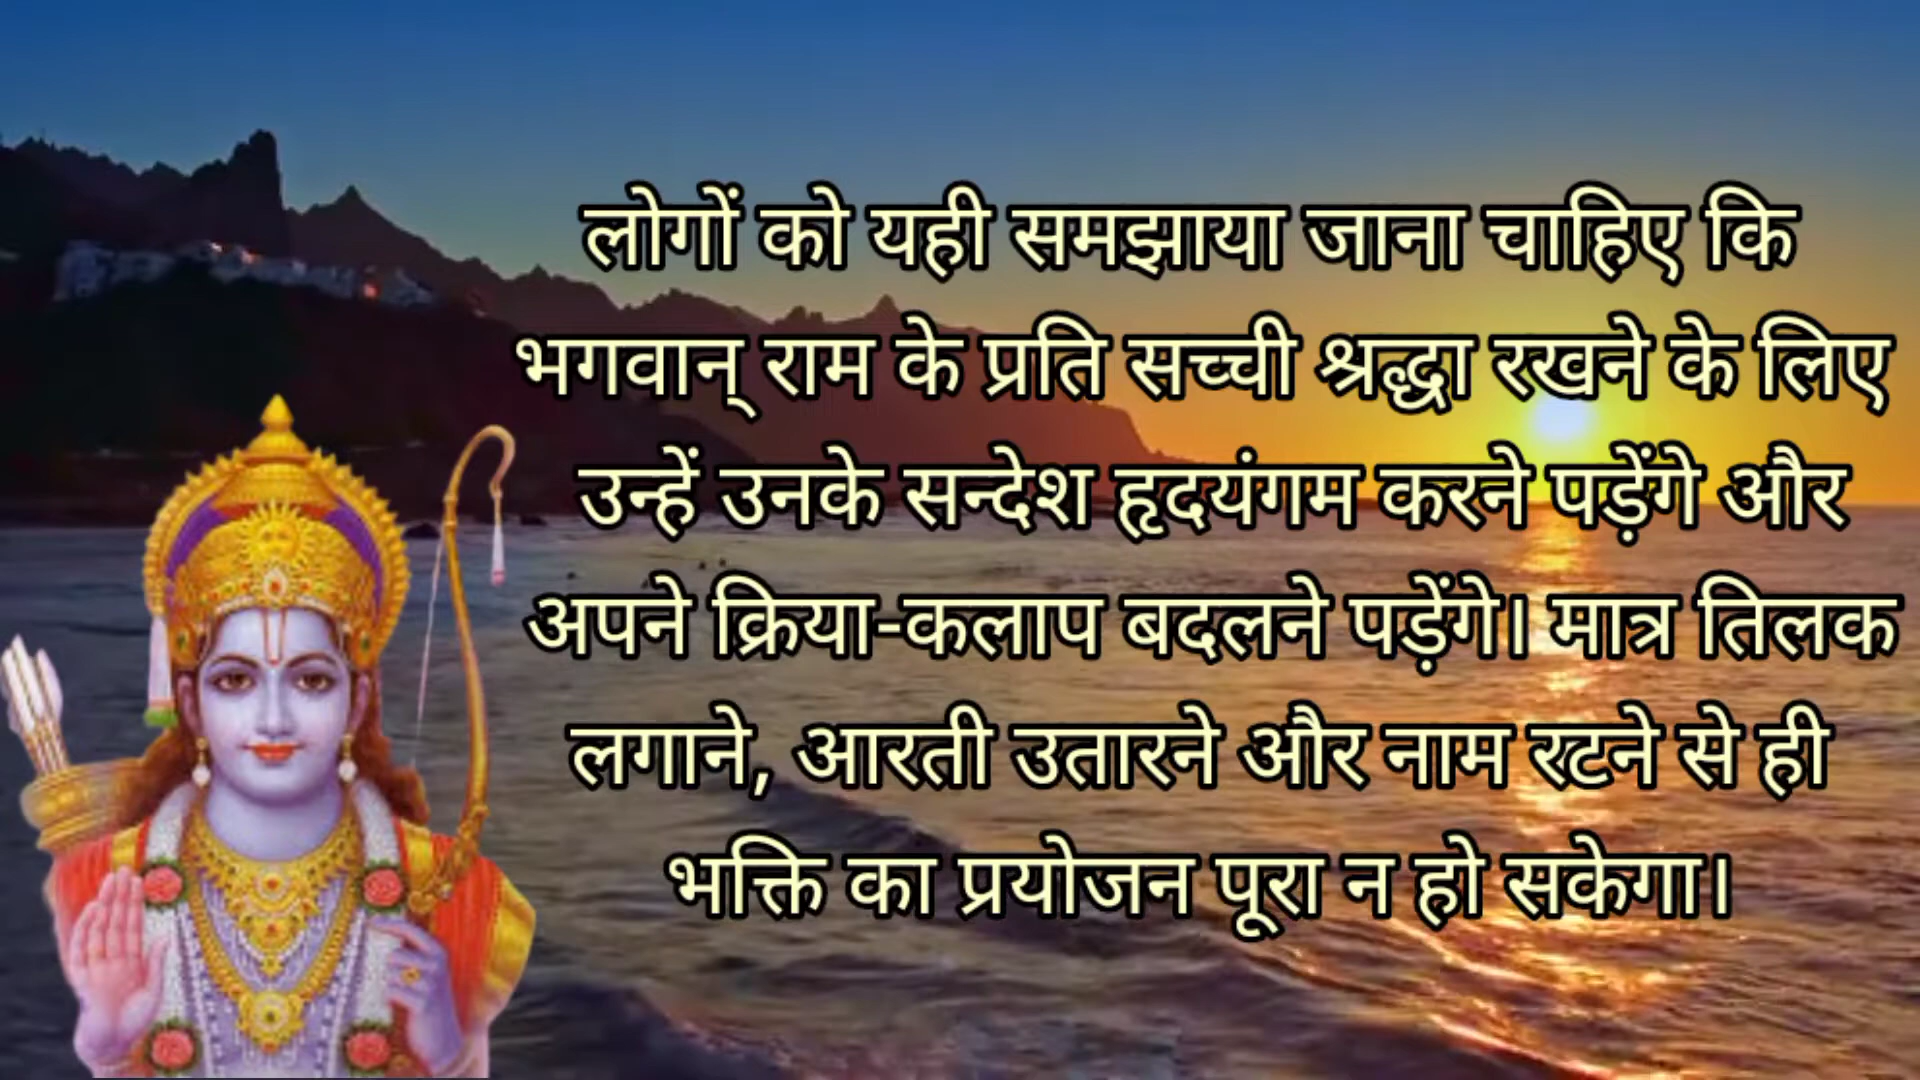 लोगों को यही समझाया जाना चाहिए कि
भगवान् राम के प्रति सच्ची श्रद्धा रखने के लिए
उन्हें उनके सन्देश हृदयंगम करने पड़ेंगे और
अपने क्रिया-कलाप बदलने पड़ेंगे। मात्र तिलक
लगाने, आरती उतारने और नाम रटने से ही
भक्ति का प्रयोजन पूरा न हो सकेगा।